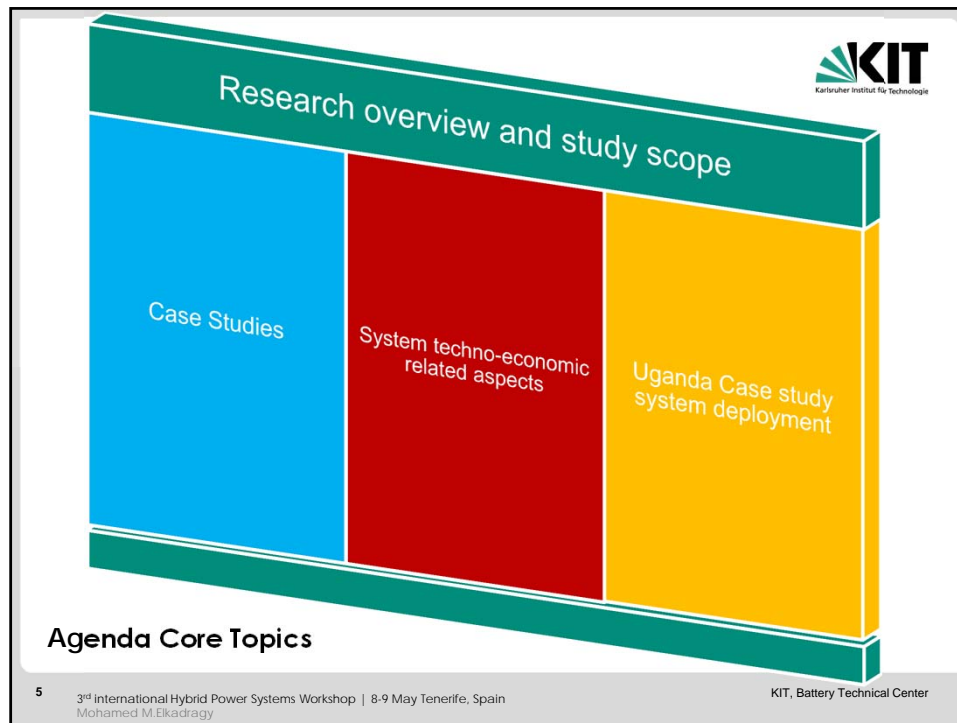 KIT
Karlsruher Institut für Technologie
Research overview and study scope
Case Studies
System techno-economic
related aspects
Uganda Case study
system deployment
Agenda Core Topics
5
3rd international Hybrid Power Systems Workshop | 8-9 May Tenerife, Spain
Mohamed M.Elkadragy
KIT, Battery Technical Center